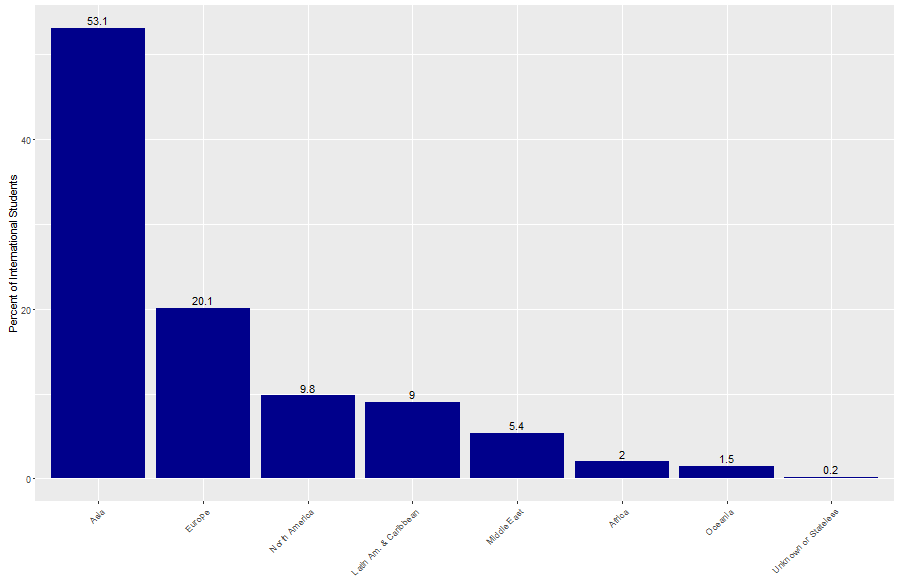 Percent of International Students
40
20
0
53.1
20.1
9.8
9
5.4
2
1.5
0.2
Asia
Europe
North America
Latin Am. & Caribbean
Middle East
Africa
Oceania
Unknown or Stateless